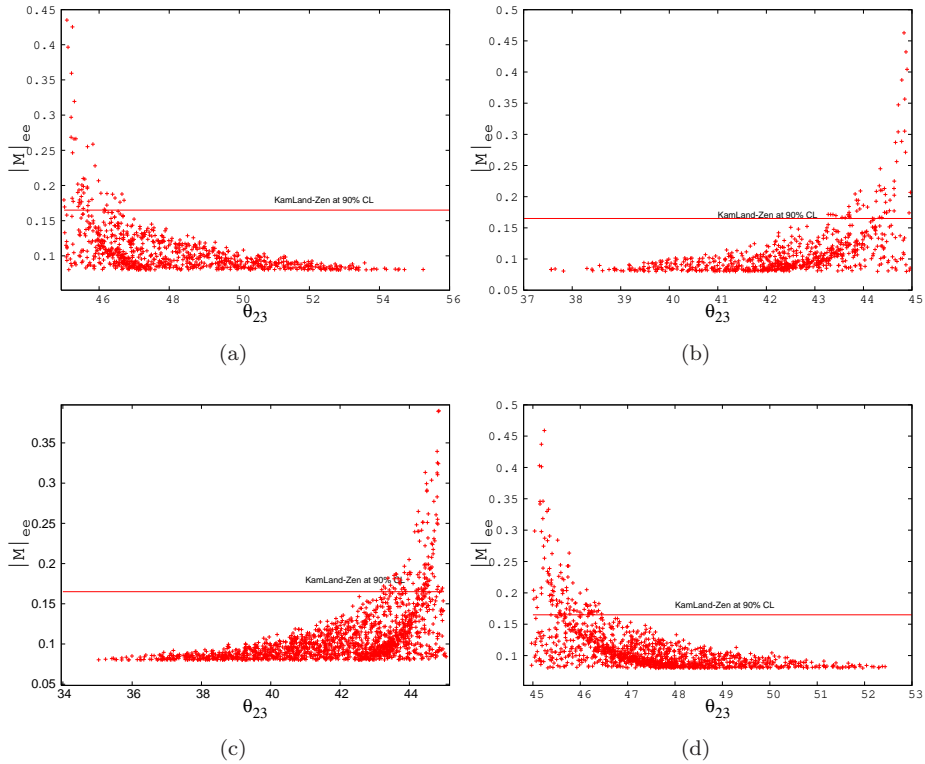 0.45
0.4
0.35
0.3
0.25
0.2
0.15
0.1
|M|ee
KamLand-Zen at 90% CL
46 48 50 52 54 56
θ23
(a)
0.5
0.45
0.4
0.35
0.3
0.25
0.2
0.15
0.1
0.05
|M|ee
KamLand-Zen at 90% CL
37 38 39 40 41 42 43 44 45
θ23
(b)
0.35
0.3
0.25
0.2
0.15
0.1
0.05
|M|ee
KamLand-Zen at 90% CL
34 36 38 40 42 44
θ23
(c)
0.5
0.45
0.4
0.35
0.3
0.25
0.2
0.15
0.1
|M|ee
KamLand-Zen at 90% CL
45 46 47 48 49 50 51 52 53
θ23
(d)